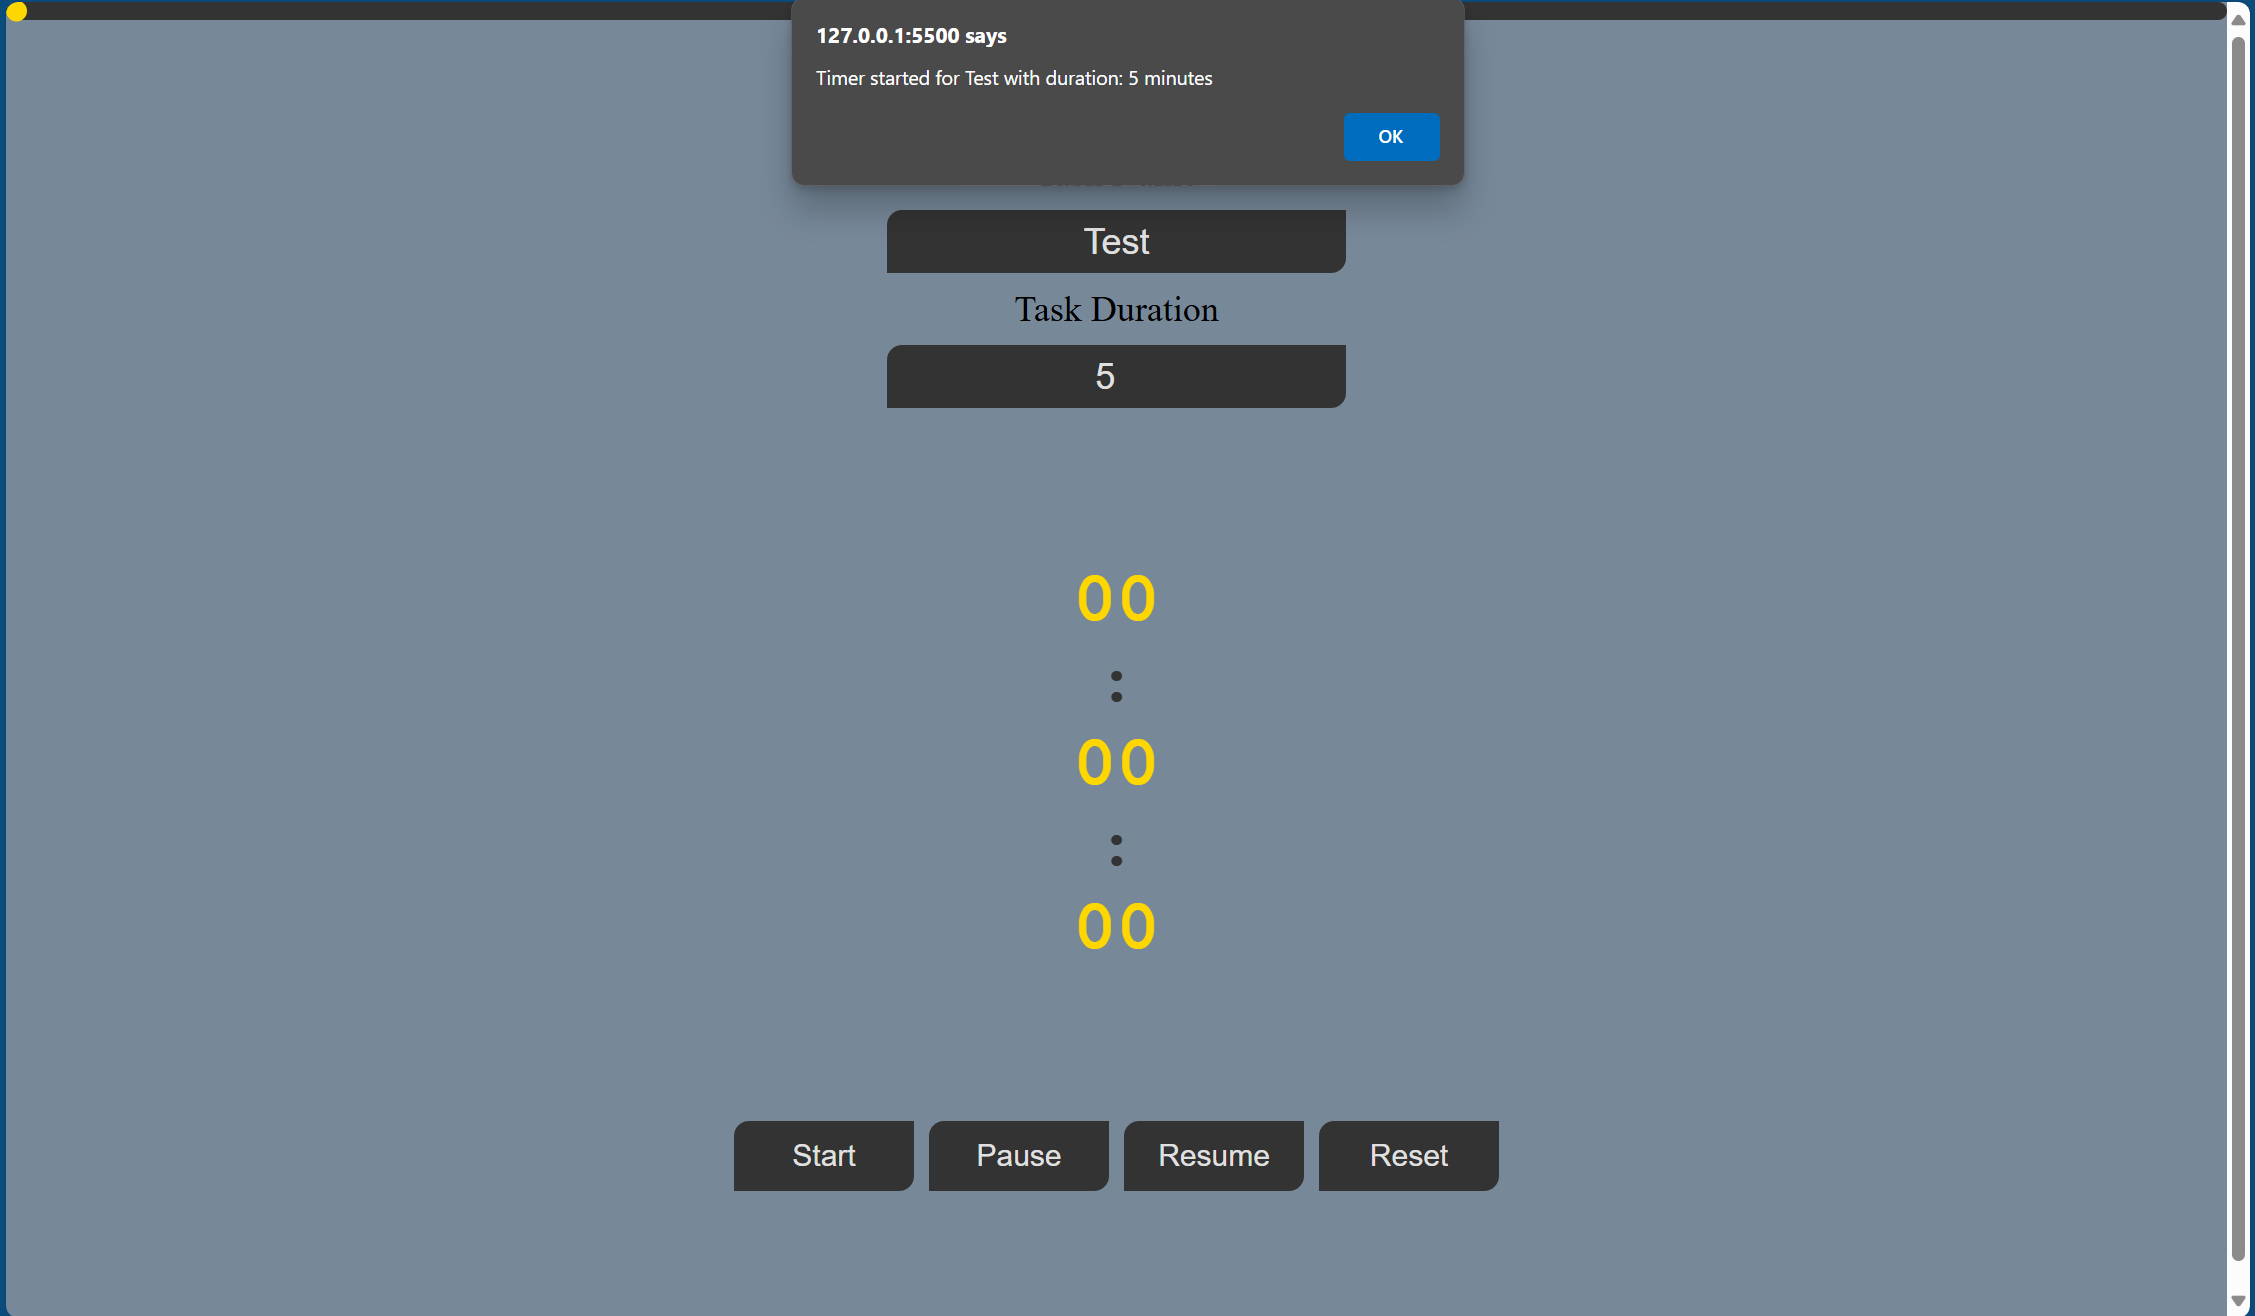 127.0.0.1:5500 says
Timer started for Test with duration: 5 minutes
OK
Test
Task Duration
5
00
:
00
:
00
Start Pause Resume Reset